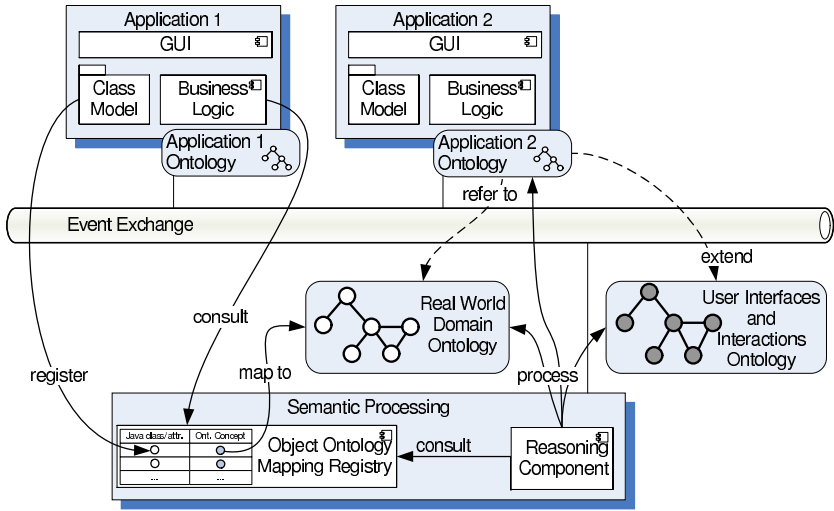 Application 1
GUI
Class
Model
Business
Logic
Application 1
Ontology
Application 2
GUI
Class
Model
Business
Logic
Application 2
Ontology
refer to
Event Exchange
extend
consult
Real World
Domain
Ontology
User Interfaces
and
Interactions
Ontology
register
map to
process
Semantic Processing
Java class/attr.
Ont. Concept
...
...
Object Ontology
Mapping Registry
consult
Reasoning
Component